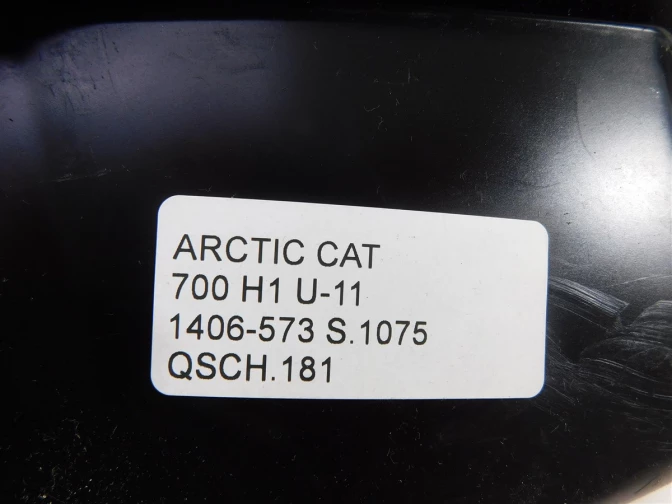 ARCTIC CAT
700 H1 U-11
1406-573 S.1075
QSCH.181